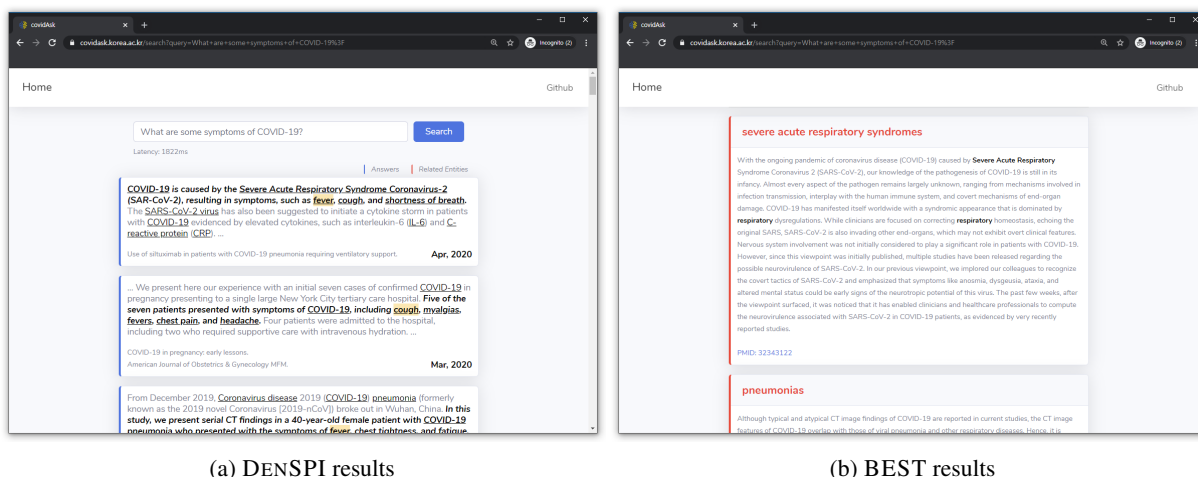 covidAsk
covidask.korea.ac.kr/search?query=What+are+some+symptoms+of+COVID-19%3F
Incognito (2)
Home
Github
What are some symptoms of COVID-19?
Search
Latency: 1822ms
Answers
Related Entities
COVID-19 is caused by the Severe Acute Respiratory Syndrome Coronavirus-2
(SAR-CoV-2), resulting in symptoms, such as fever, cough, and shortness of breath.
The SARS-CoV-2 virus has also been suggested to initiate a cytokine storm in patients
with COVID-19 evidenced by elevated cytokines, such as interleukin-6 (IL-6) and C-
reactive protein (CRP). ...
Use of siltuximab in patients with COVID-19 pneumonia requiring ventilatory support.
Apr, 2020
... We present here our experience with an initial seven cases of confirmed COVID-19 in
pregnancy presenting to a single large New York City tertiary care hospital. Five of the
seven patients presented with symptoms of COVID-19, including cough, myalgias,
fevers, chest pain, and headache. Four patients were admitted to the hospital,
including two who required supportive care with intravenous hydration. ...
COVID-19 in pregnancy: early lessons.
American Journal of Obstetrics & Gynecology MFM.
Mar, 2020
From December 2019, Coronavirus disease 2019 (COVID-19) pneumonia (formerly
known as the 2019 novel Coronavirus [2019-nCoV]) broke out in Wuhan, China. In this
study, we present serial CT findings in a 40-year-old female patient with COVID-19
pneumonia who presented with the symptoms of fever, chest tightness, and fatigue.
(a) DENSPI results
covidAsk
covidask.korea.ac.kr/search?query=What+are+some+symptoms+of+COVID-19%3F
Incognito (2)
Home
Github
severe acute respiratory syndromes
With the ongoing pandemic of coronavirus disease (COVID-19) caused by Severe Acute Respiratory
Syndrome Coronavirus 2 (SARS-CoV-2), our knowledge of the pathogenesis of COVID-19 is still in its
infancy. Almost every aspect of the pathogen remains largely unknown, ranging from mechanisms involved in
infection transmission, interplay with the human immune system, and covert mechanisms of end-organ
damage. COVID-19 has manifested itself worldwide with a syndromic appearance that is dominated by
respiratory dysregulations. While clinicians are focused on correcting respiratory homeostasis, echoing the
original SARS, SARS-CoV-2 is also invading other end-organs, which may not exhibit overt clinical features.
Nervous system involvement was not initially considered to play a significant role in patients with COVID-19.
However, since this viewpoint was initially published, multiple studies have been released regarding the
possible neurovirulence of SARS-CoV-2. In our previous viewpoint, we implored our colleagues to recognize
the covert tactics of SARS-CoV-2 and emphasized that symptoms like anosmia, dysgeusia, ataxia, and
altered mental status could be early signs of the neurotropic potential of this virus. The past few weeks, after
the viewpoint surfaced, it was noticed that it has enabled clinicians and healthcare professionals to compute
the neurovirulence associated with SARS-CoV-2 in COVID-19 patients, as evidenced by very recently
reported studies.
PMID: 32343122
pneumonias
Although typical and atypical CT image findings of COVID-19 are reported in current studies, the CT image
features of COVID-19 overlap with those of viral pneumonia and other respiratory diseases. Hence, it is
(b) BEST results